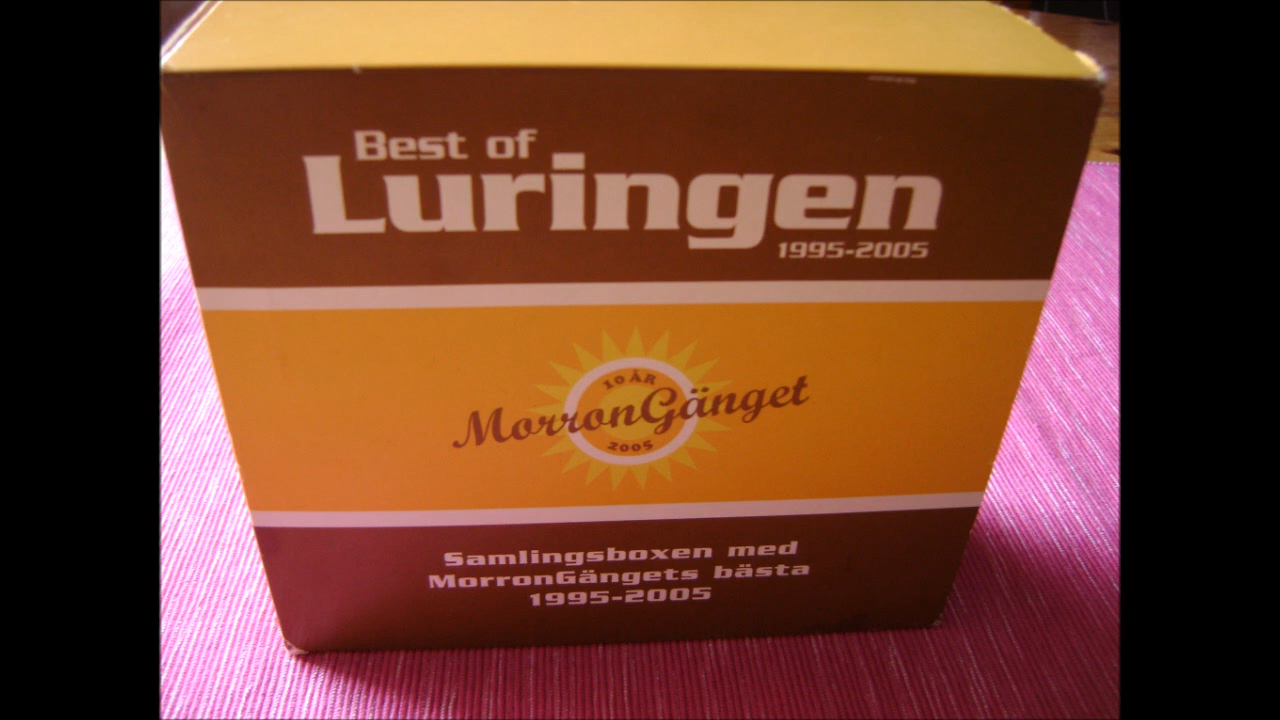 Best of
Luringen
1995-2005
10 ÅR
MorronGänget
2005
Samlingsboxen med
MorronGängets bästa
1995-2005